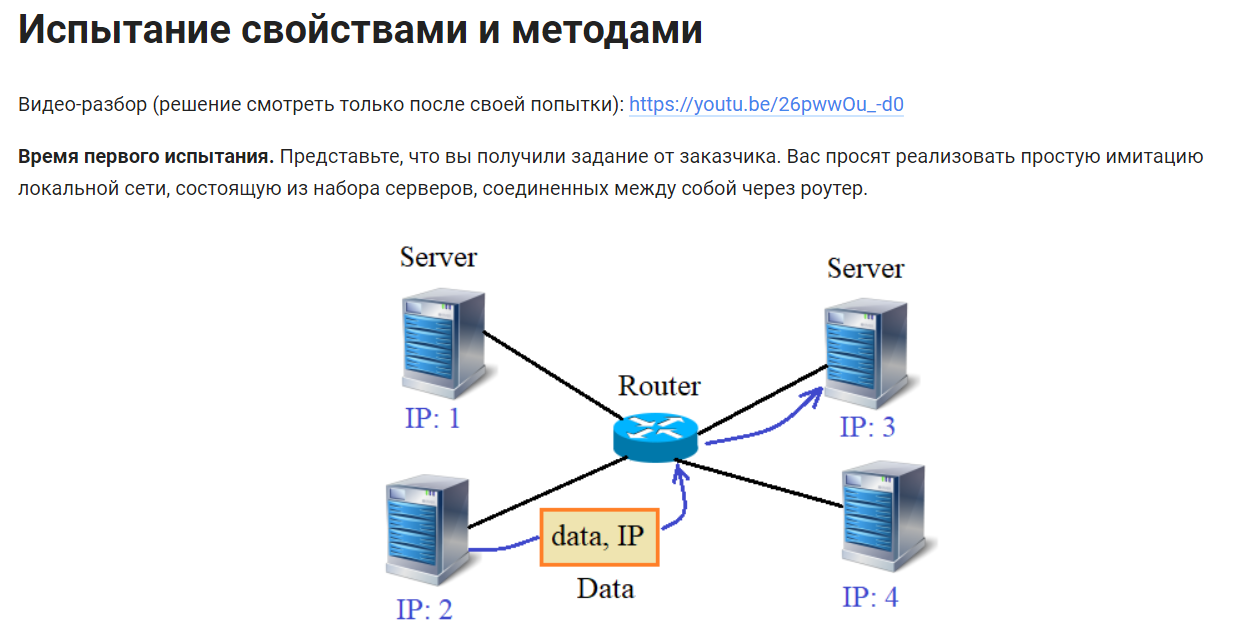 Испытание свойствами и методами
Видео-разбор (решение смотреть только после своей попытки): https://youtu.be/26pwwOu_-d0
Время первого испытания. Представьте, что вы получили задание от заказчика. Вас просят реализовать простую имитацию
локальной сети, состоящую из набора серверов, соединенных между собой через роутер.
Server
Server
Router
IP: 1
IP: 3
data, IP
Data
IP: 2
IP: 4